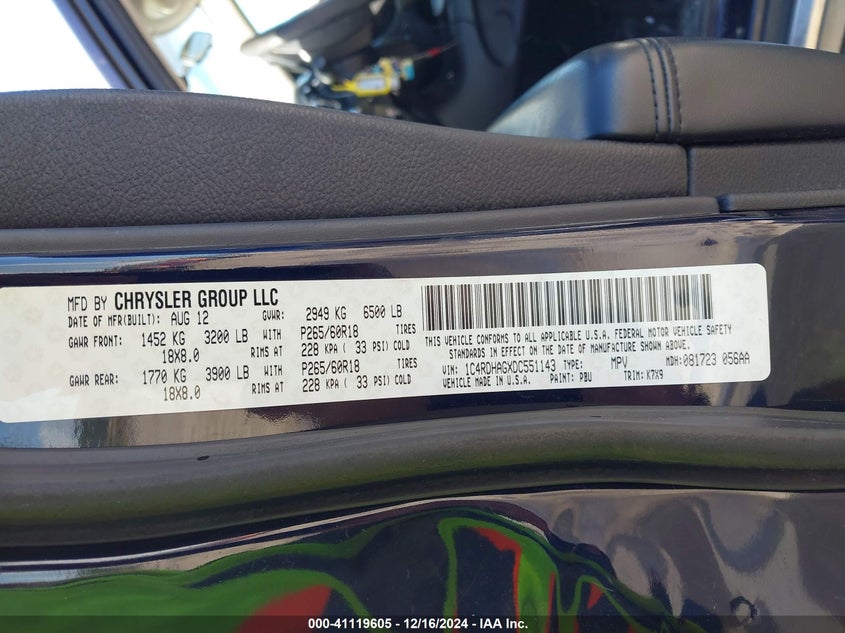 MFD BY CHRYSLER GROUP LLC
DATE OF MFR(BUILT): AUG 12 GVWR: 2949 KG 6500 LB
GAWR FRONT: 1452 KG 3200 LB WITH P265/60R18 TIRES
18X8.0 RIMS AT 228 KPA ( 33 PSI) COLD
GAWR REAR: 1770 KG 3900 LB WITH P265/60R18 TIRES
18X8.0 RIMS AT 228 KPA ( 33 PSI) COLD
THIS VEHICLE CONFORMS TO ALL APPLICABLE U.S.A. FEDERAL MOTOR VEHICLE SAFETY
STANDARDS IN EFFECT ON THE DATE OF MANUFACTURE SHOWN ABOVE.
VIN: 1C4RDHAGXDC551143 TYPE: MPV MDH: 081723 056AA
PAINT: PBU TRIM: K7X9
000-41119605 - 12/16/2024 - IAA Inc.